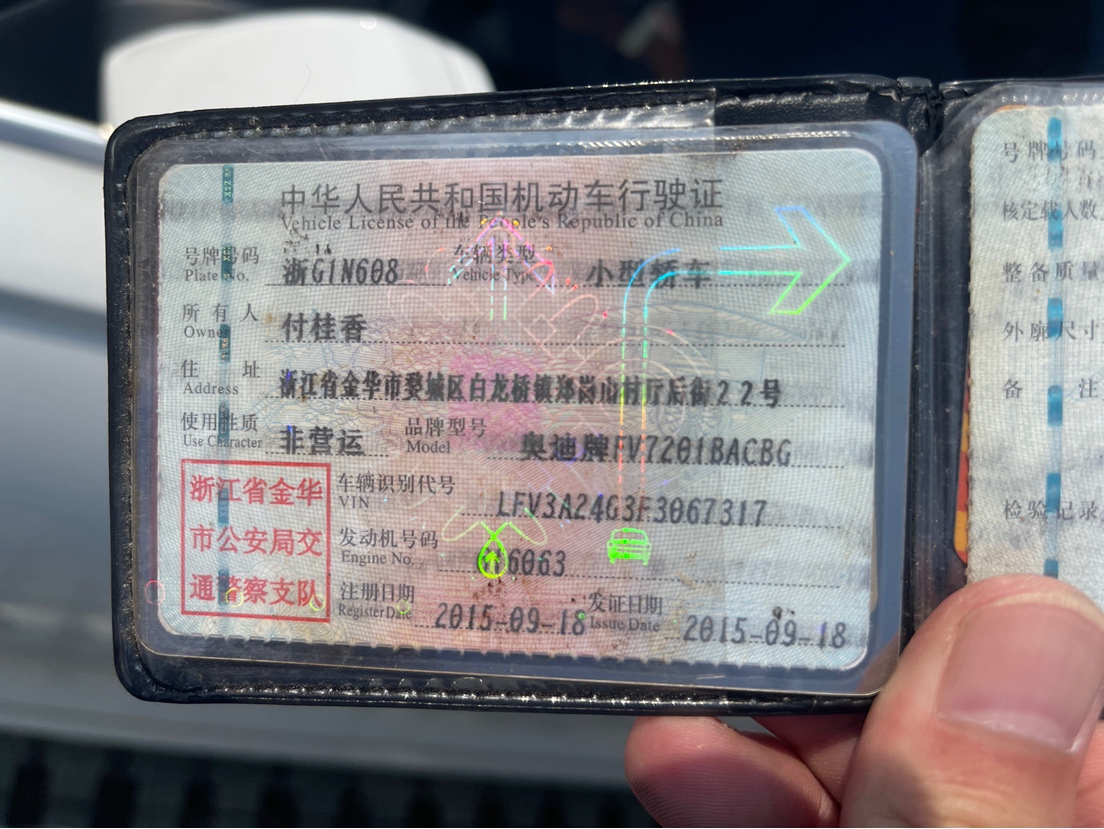 中华人民共和国机动车行驶证
Vehicle License of the People's Republic of China
号牌号码 浙G1N608 车辆类型 小型轿车
Plate No. Vehicle Type
所有人 付桂香
Owner
住址 浙江省金华市婺城区白龙桥镇郑岗山村厅后街22号
Address
使用性质 非营运 品牌型号 奥迪牌FV7201BACBG
Use Character Model
浙江省金华
市公安局交
通警察支队
车辆识别代号 LFV3A24G3F3067317
VIN
发动机号码 6063
Engine No.
注册日期 2015-09-18 发证日期 2015-09-18
Register Date Issue Date
号牌号码
核定载人数
整备质量
外廓尺寸
备注
检验记录